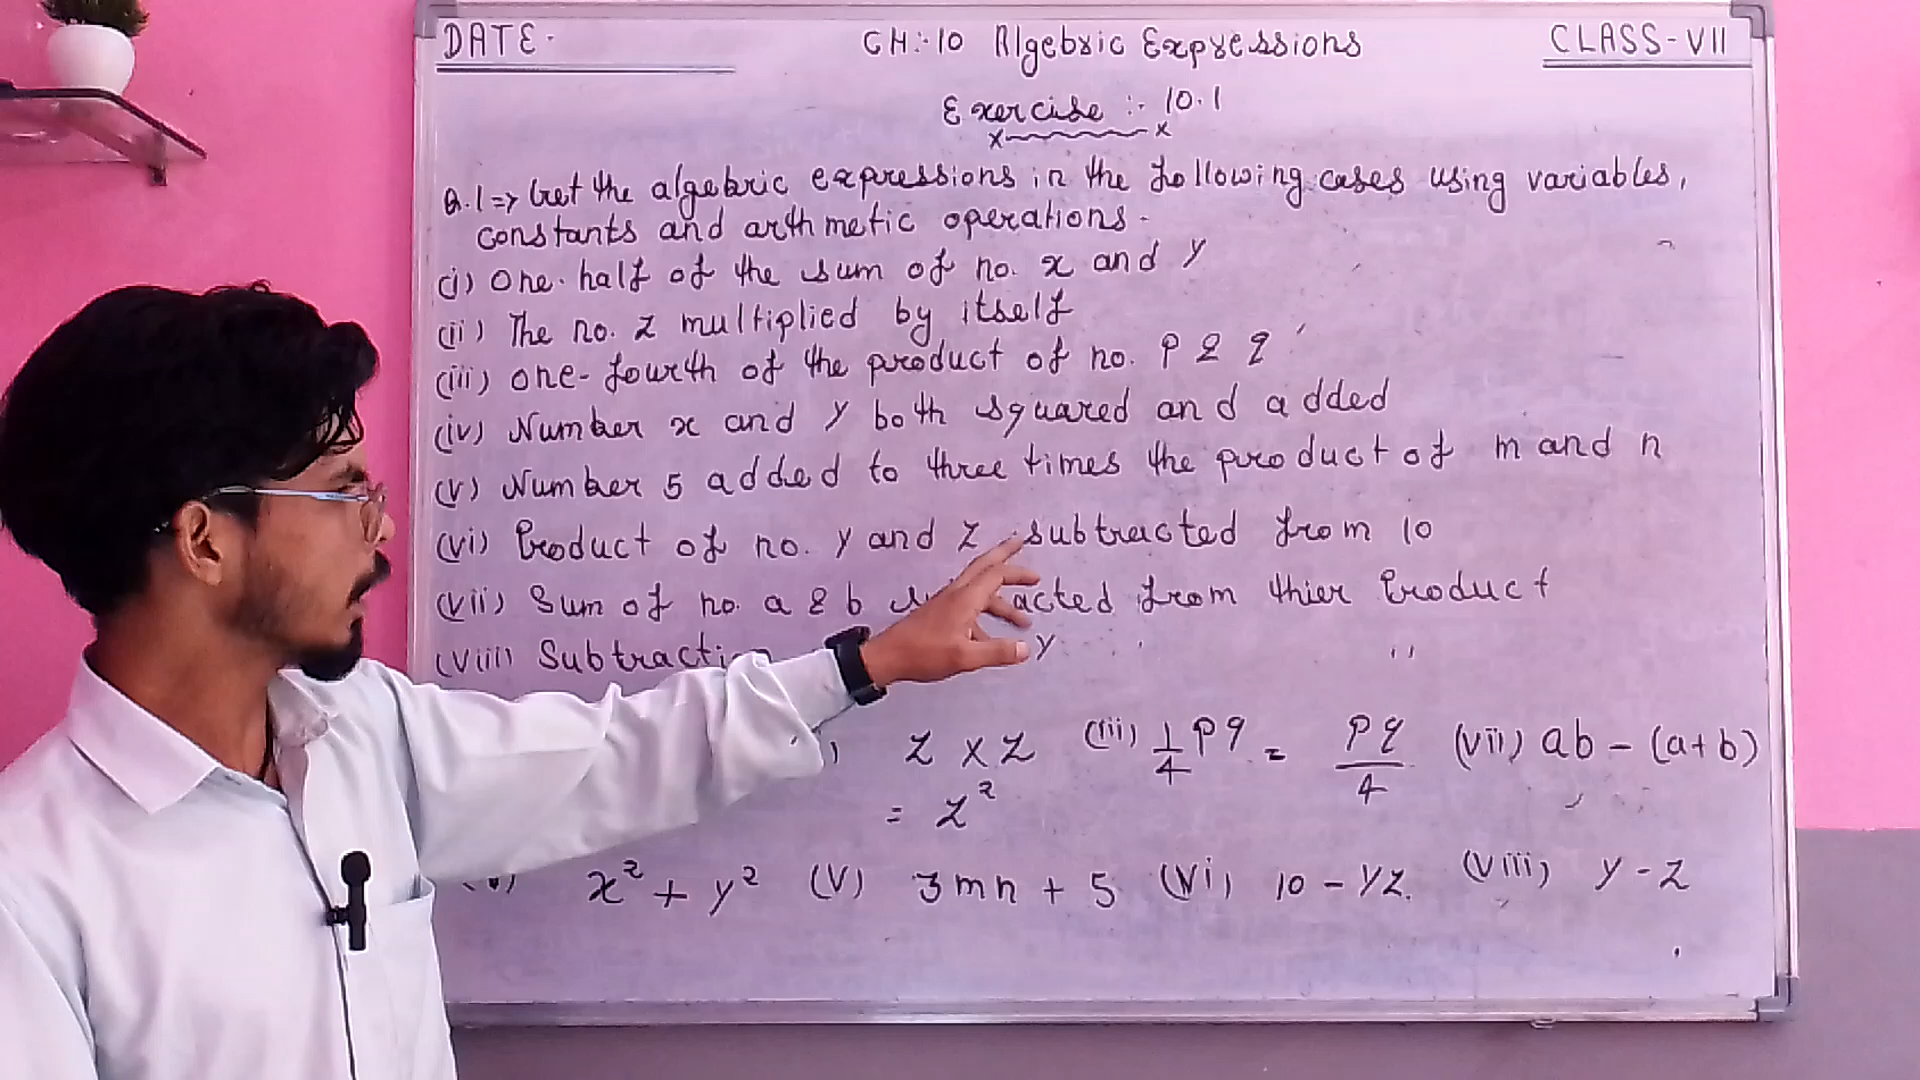 DATE-
CH:-10 Algebric Expressions
CLASS-VII
Exercise :- 10.1
Q.1=> Get the algebric expressions in the following cases using variables,
constants and arthmetic operations-
(i) One-half of the sum of no. x and y
(ii) The no. z multiplied by itself
(iii) one-fourth of the product of no. p & q
(iv) Number x and y both squared and added
(v) Number 5 added to three times the product of m and n
(vi) Product of no. y and z subtracted from 10
(vii) Sum of no. a & b from thier Product
(viii) y
z × z (iii) 1/4 pq = pq/4 (vii) ab - (a+b)
= z²
x² + y² (v) 3mn + 5 (vi) 10 - yz. (viii) y - z